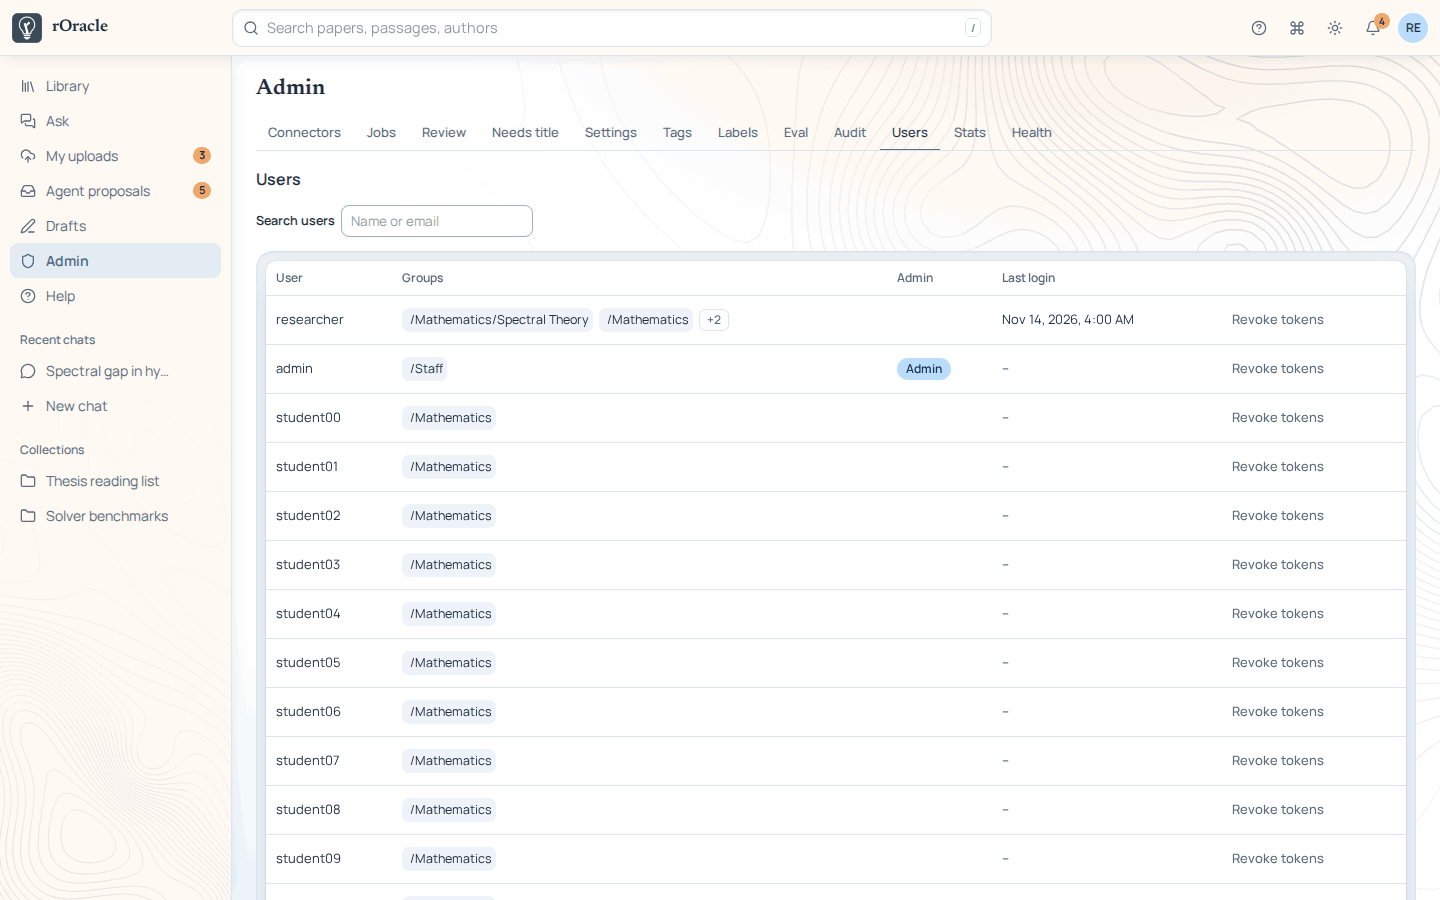 rOracle
Search papers, passages, authors
/
4
RE
Library
Ask
My uploads
3
Agent proposals
5
Drafts
Admin
Help
Recent chats
Spectral gap in hy...
New chat
Collections
Thesis reading list
Solver benchmarks
Admin
Connectors Jobs Review Needs title Settings Tags Labels Eval Audit Users Stats Health
Users
Search users Name or email
User Groups Admin Last login
researcher /Mathematics/Spectral Theory /Mathematics +2 Nov 14, 2026, 4:00 AM Revoke tokens
admin /Staff Admin – Revoke tokens
student00 /Mathematics – Revoke tokens
student01 /Mathematics – Revoke tokens
student02 /Mathematics – Revoke tokens
student03 /Mathematics – Revoke tokens
student04 /Mathematics – Revoke tokens
student05 /Mathematics – Revoke tokens
student06 /Mathematics – Revoke tokens
student07 /Mathematics – Revoke tokens
student08 /Mathematics – Revoke tokens
student09 /Mathematics – Revoke tokens